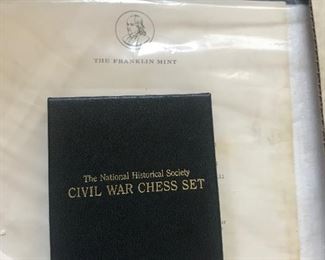 THE FRANKLIN MINT
The National Historical Society
CIVIL WAR CHESS SET